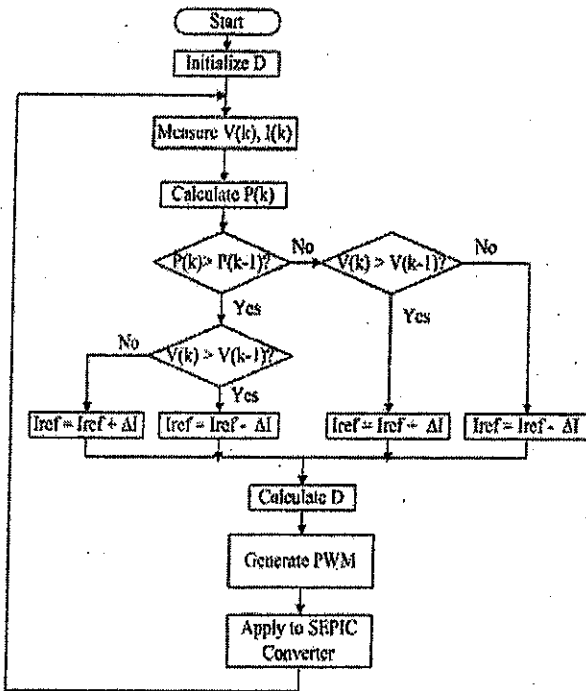 Start
Initialize D
Measure V(k), I(k)
Calculate P(k)
P(k)> P(k-1)?
No
V(k) > V(k-1)?
No
Yes
Yes
No
V(k) > V(k-1)?
Yes
Iref = Iref + ΔI
Iref = Iref - ΔI
Iref = Iref + ΔI
Iref = Iref - ΔI
Calculate D
Generate PWM
Apply to SEPIC
Converter